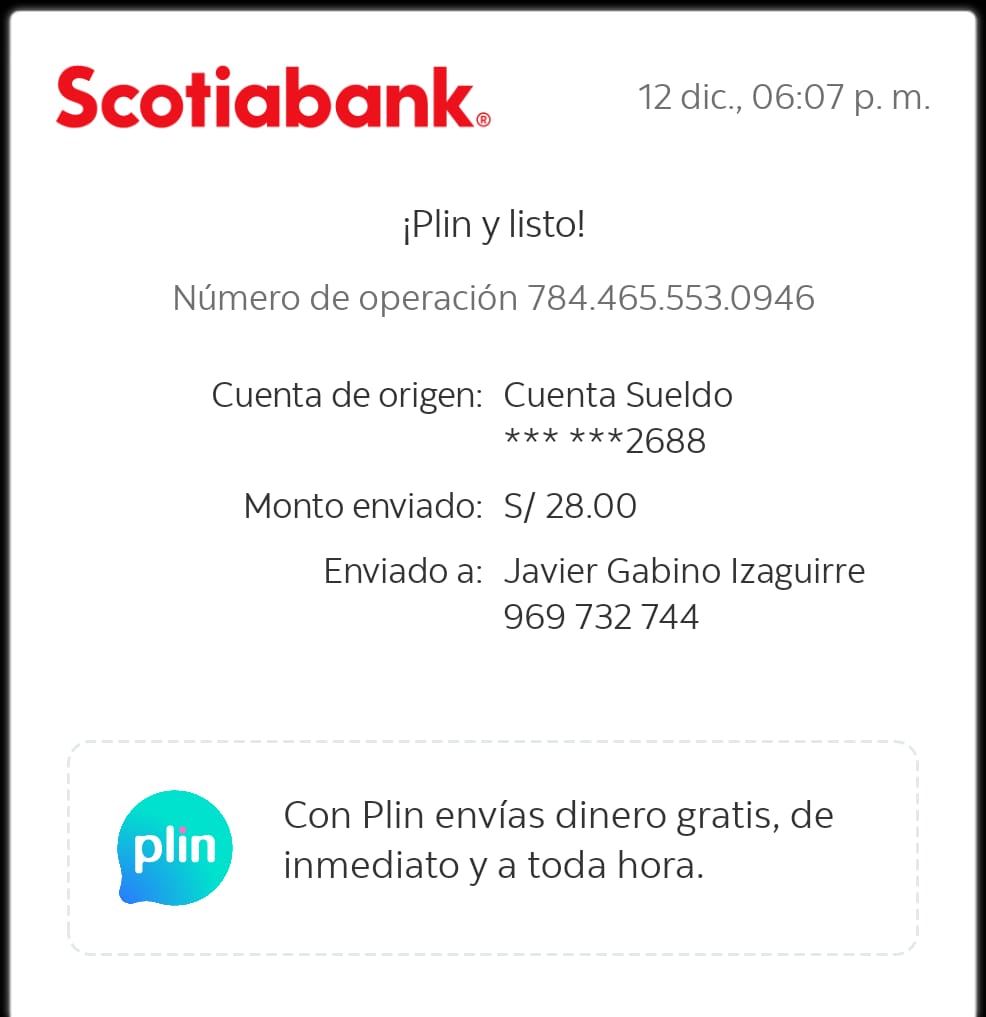 Scotiabank®
12 dic., 06:07 p. m.
¡Plin y listo!
Número de operación 784.465.553.0946
Cuenta de origen: Cuenta Sueldo
*** ***2688
Monto enviado: S/ 28.00
Enviado a: Javier Gabino Izaguirre
969 732 744
plin
Con Plin envías dinero gratis, de
inmediato y a toda hora.